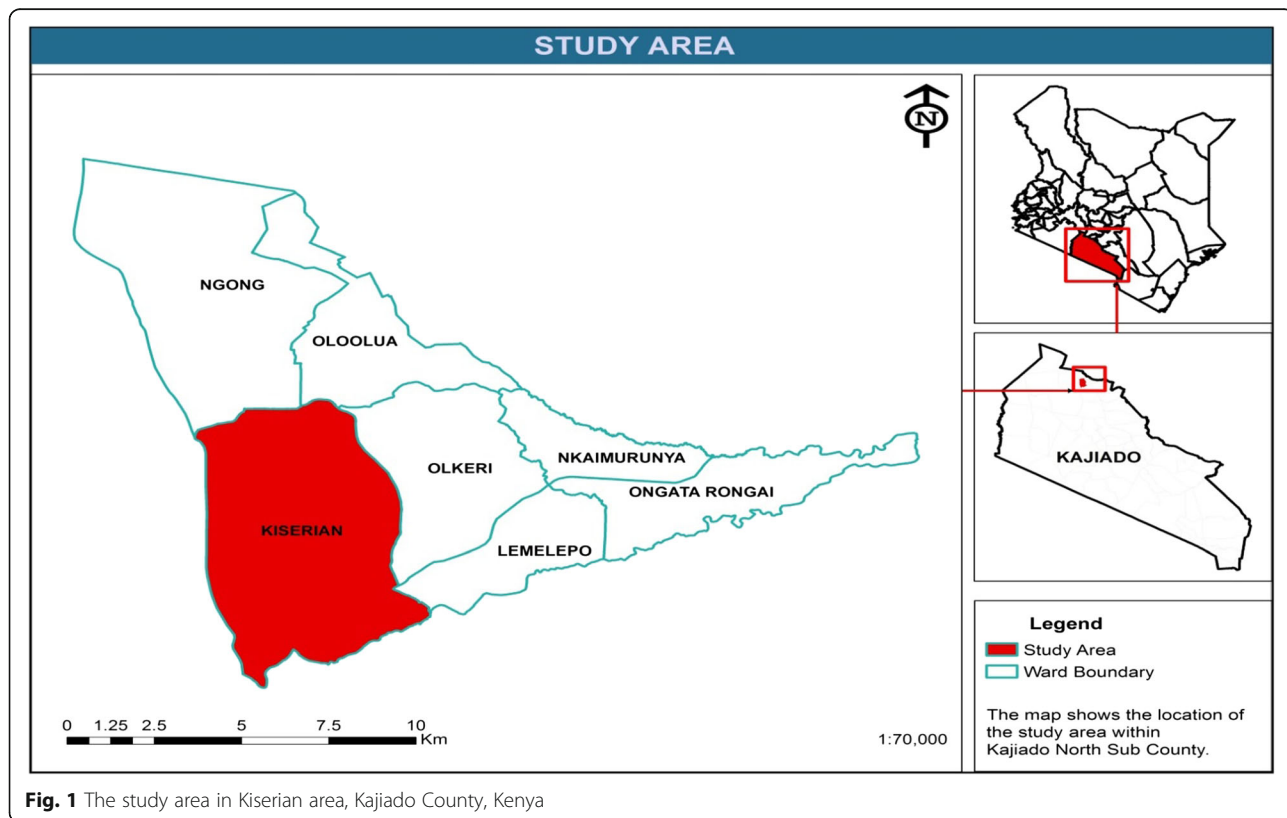 STUDY AREA
N
NGONG
OLOOLUA
OLKERI
NKAIMURUNYA
ONGATA RONGAI
KISERIAN
LEMELEPO
0 1.25 2.5 5 7.5 10
Km
1:70,000
KAJIADO
Legend
Study Area
Ward Boundary
The map shows the location of
the study area within
Kajiado North Sub County.
Fig. 1 The study area in Kiserian area, Kajiado County, Kenya